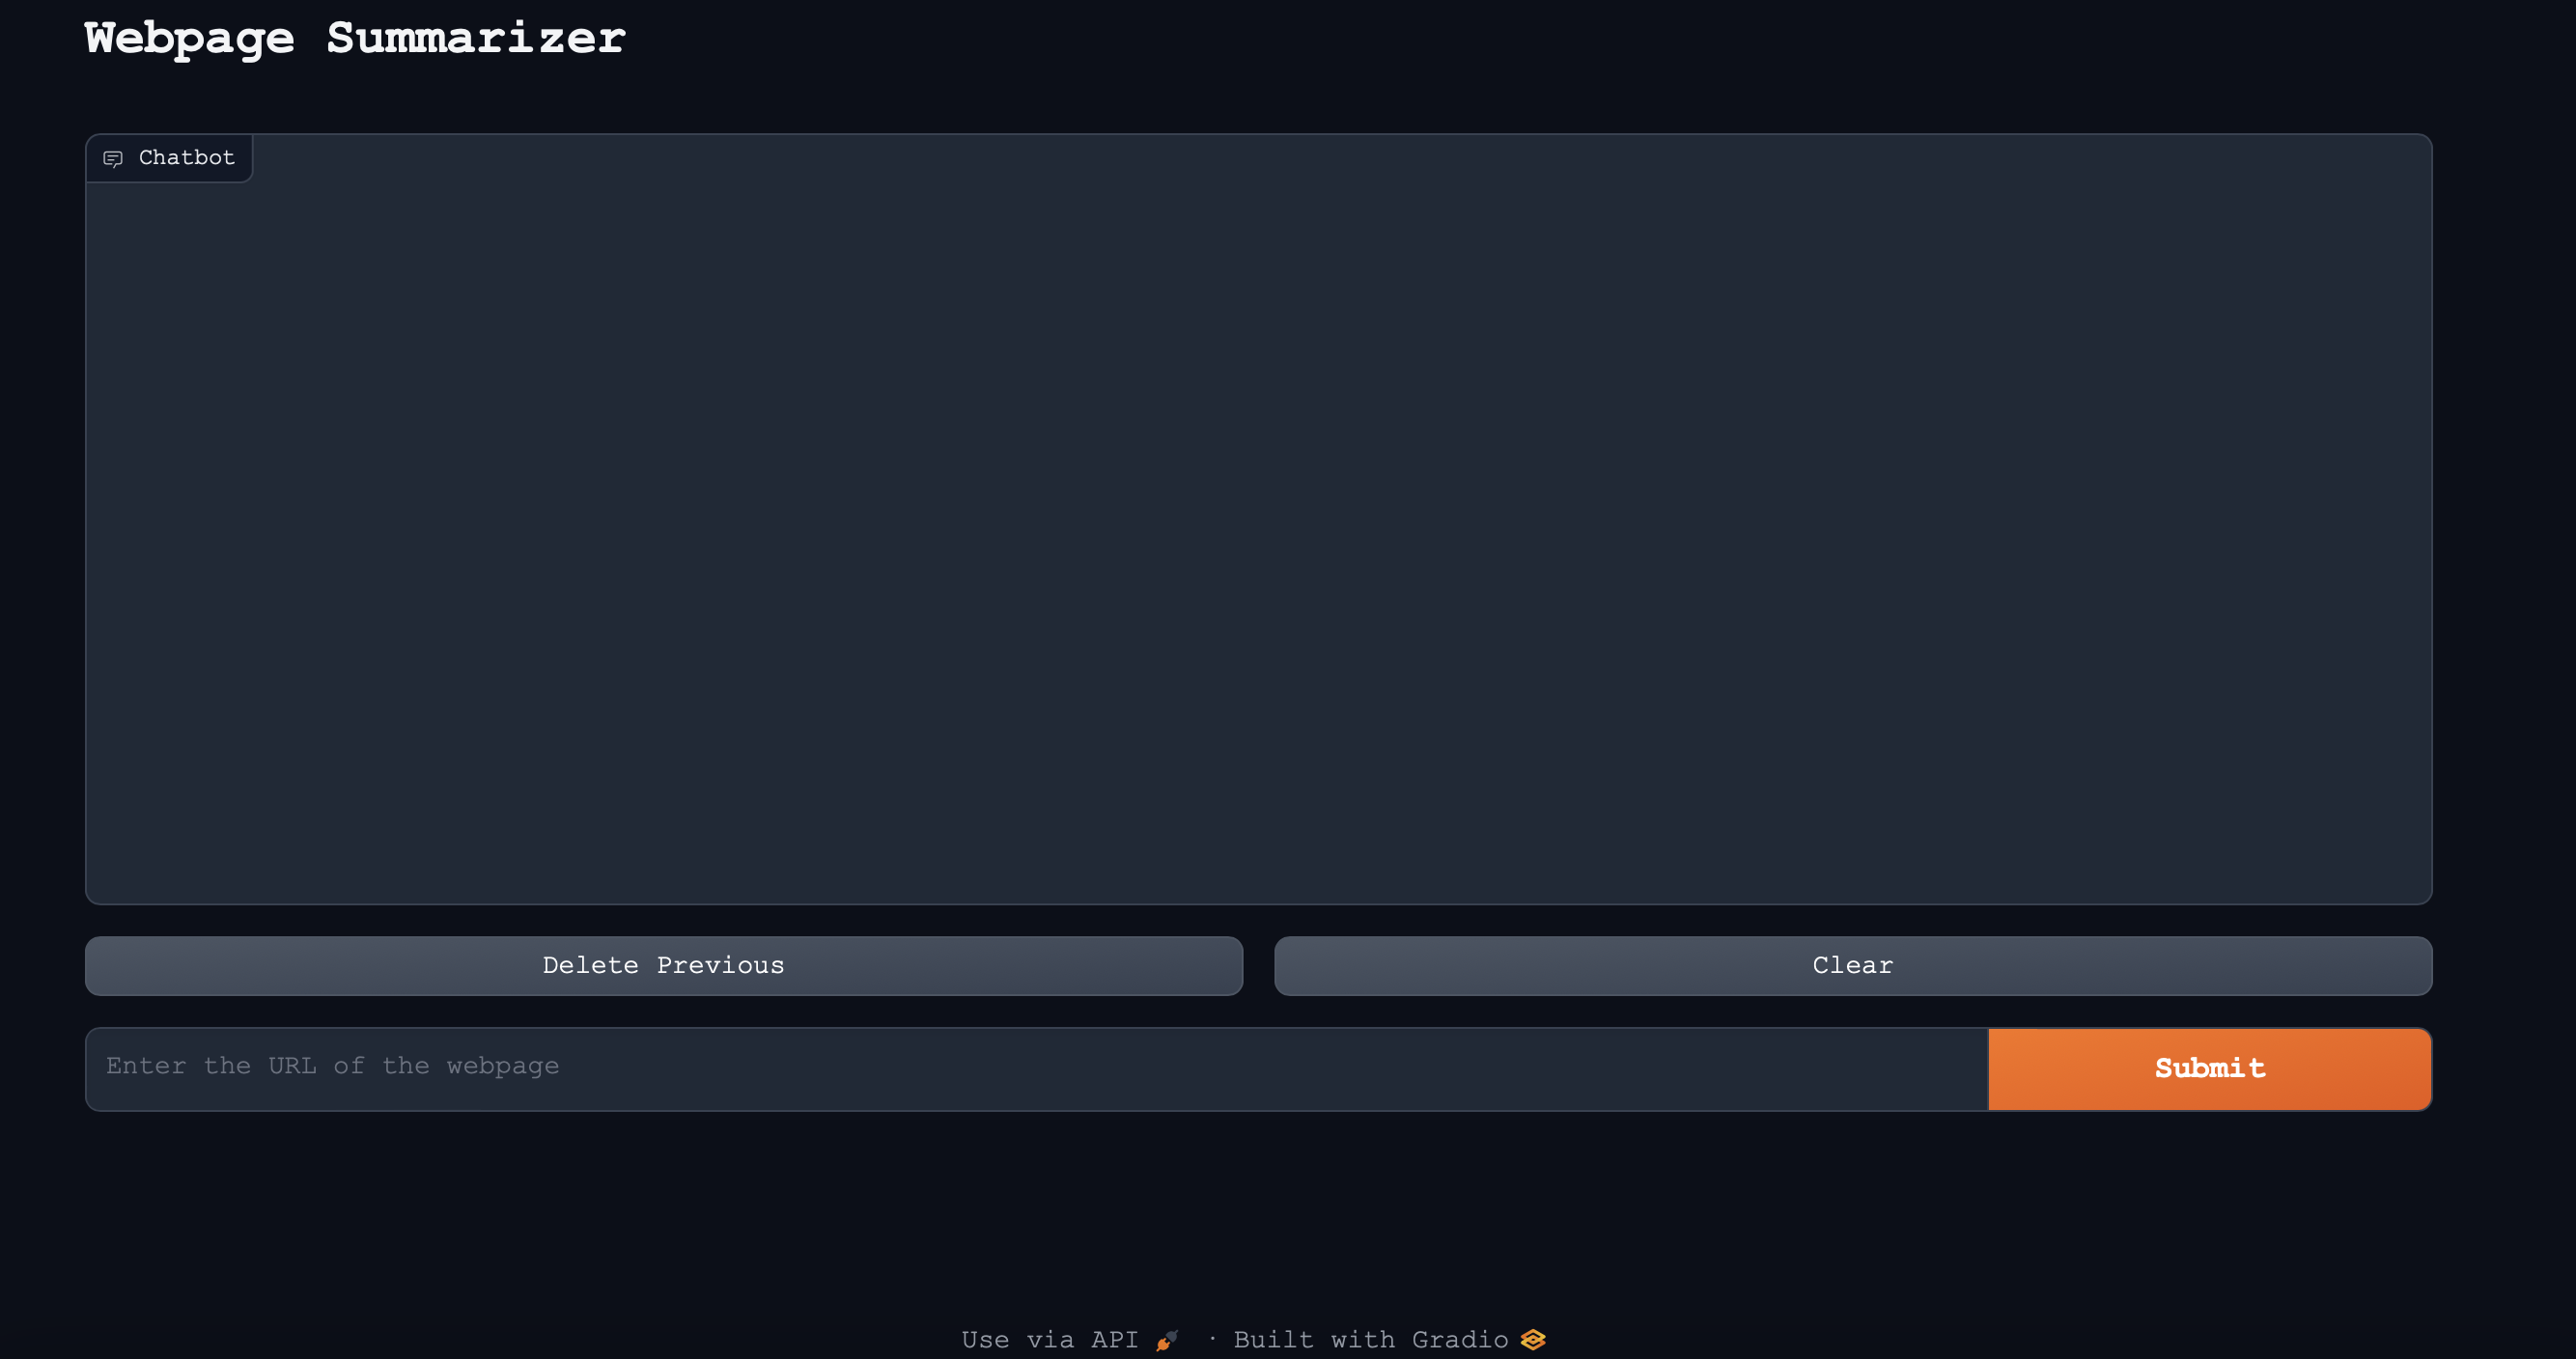 Webpage Summarizer
Chatbot
Delete Previous
Clear
Enter the URL of the webpage
Submit
Use via API · Built with Gradio